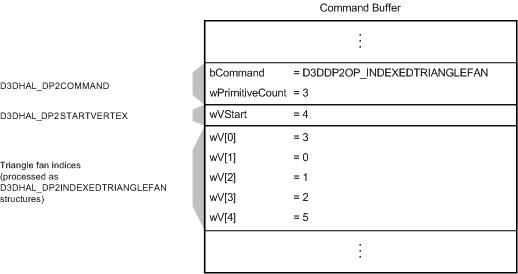 Command Buffer
D3DHAL_DP2COMMAND
bCommand = D3DDP2OP_INDEXEDTRIANGLEFAN
wPrimitiveCount = 3
D3DHAL_DP2STARTVERTEX
wVStart = 4
Triangle fan indices
(processed as
D3DHAL_DP2INDEXEDTRIANGLEFAN
structures)
wV[0] = 3
wV[1] = 0
wV[2] = 1
wV[3] = 2
wV[4] = 5